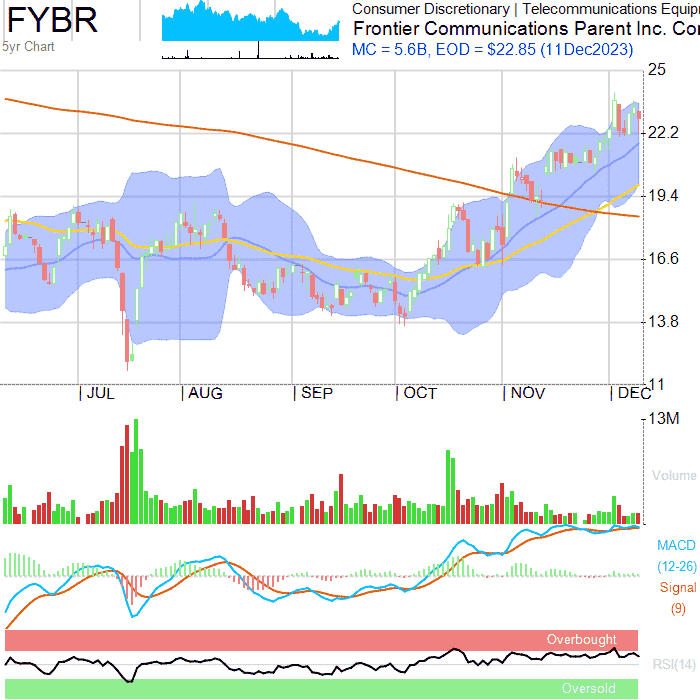 FYBR
5yr Chart
Consumer Discretionary | Telecommunications Equip
Frontier Communications Parent Inc. Co
MC = 5.6B, EOD = $22.85 (11Dec2023)
25
22.2
19.4
16.6
13.8
11
JUL
AUG
SEP
OCT
NOV
DEC
13M
Volume
MACD
(12-26)
Signal
(9)
Overbought
RSI(14)
Oversold